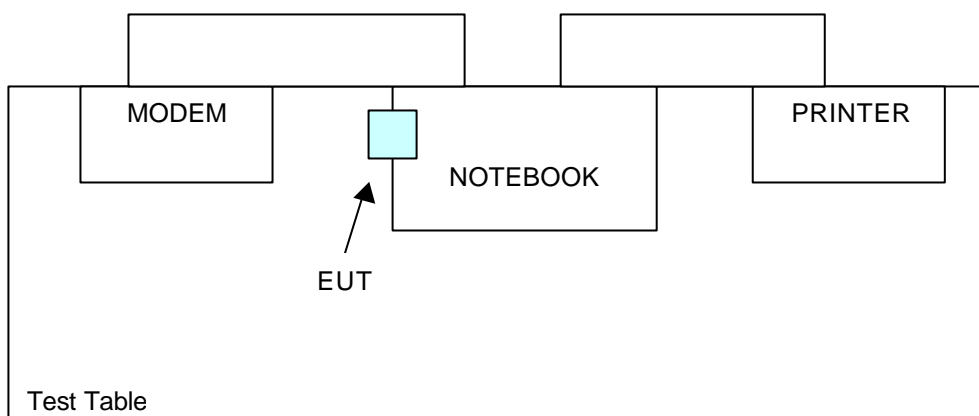 MODEM
PRINTER
NOTEBOOK
EUT
Test Table